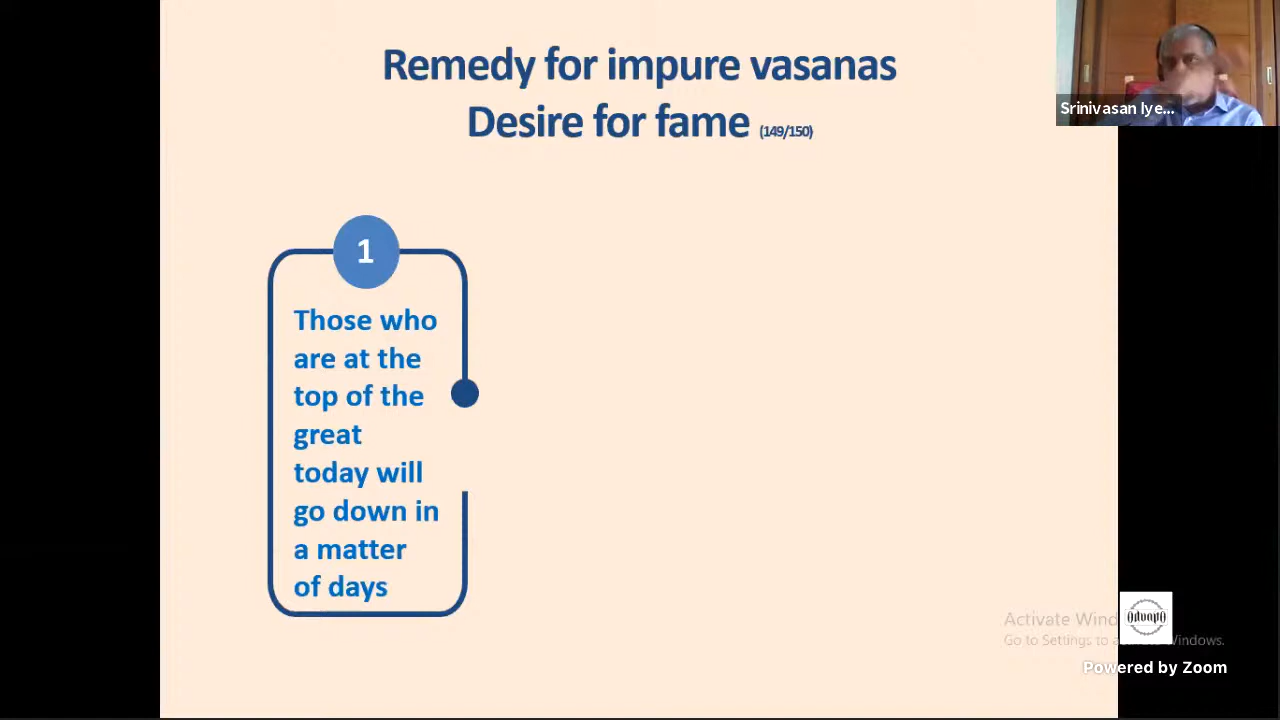 Remedy for impure vasanas
Desire for fame (149/150)
Srinivasan Iye...
1
Those who
are at the
top of the
great
today will
go down in
a matter
of days
Activate Wind
Go to Settings to a Windows.
Powered by Zoom